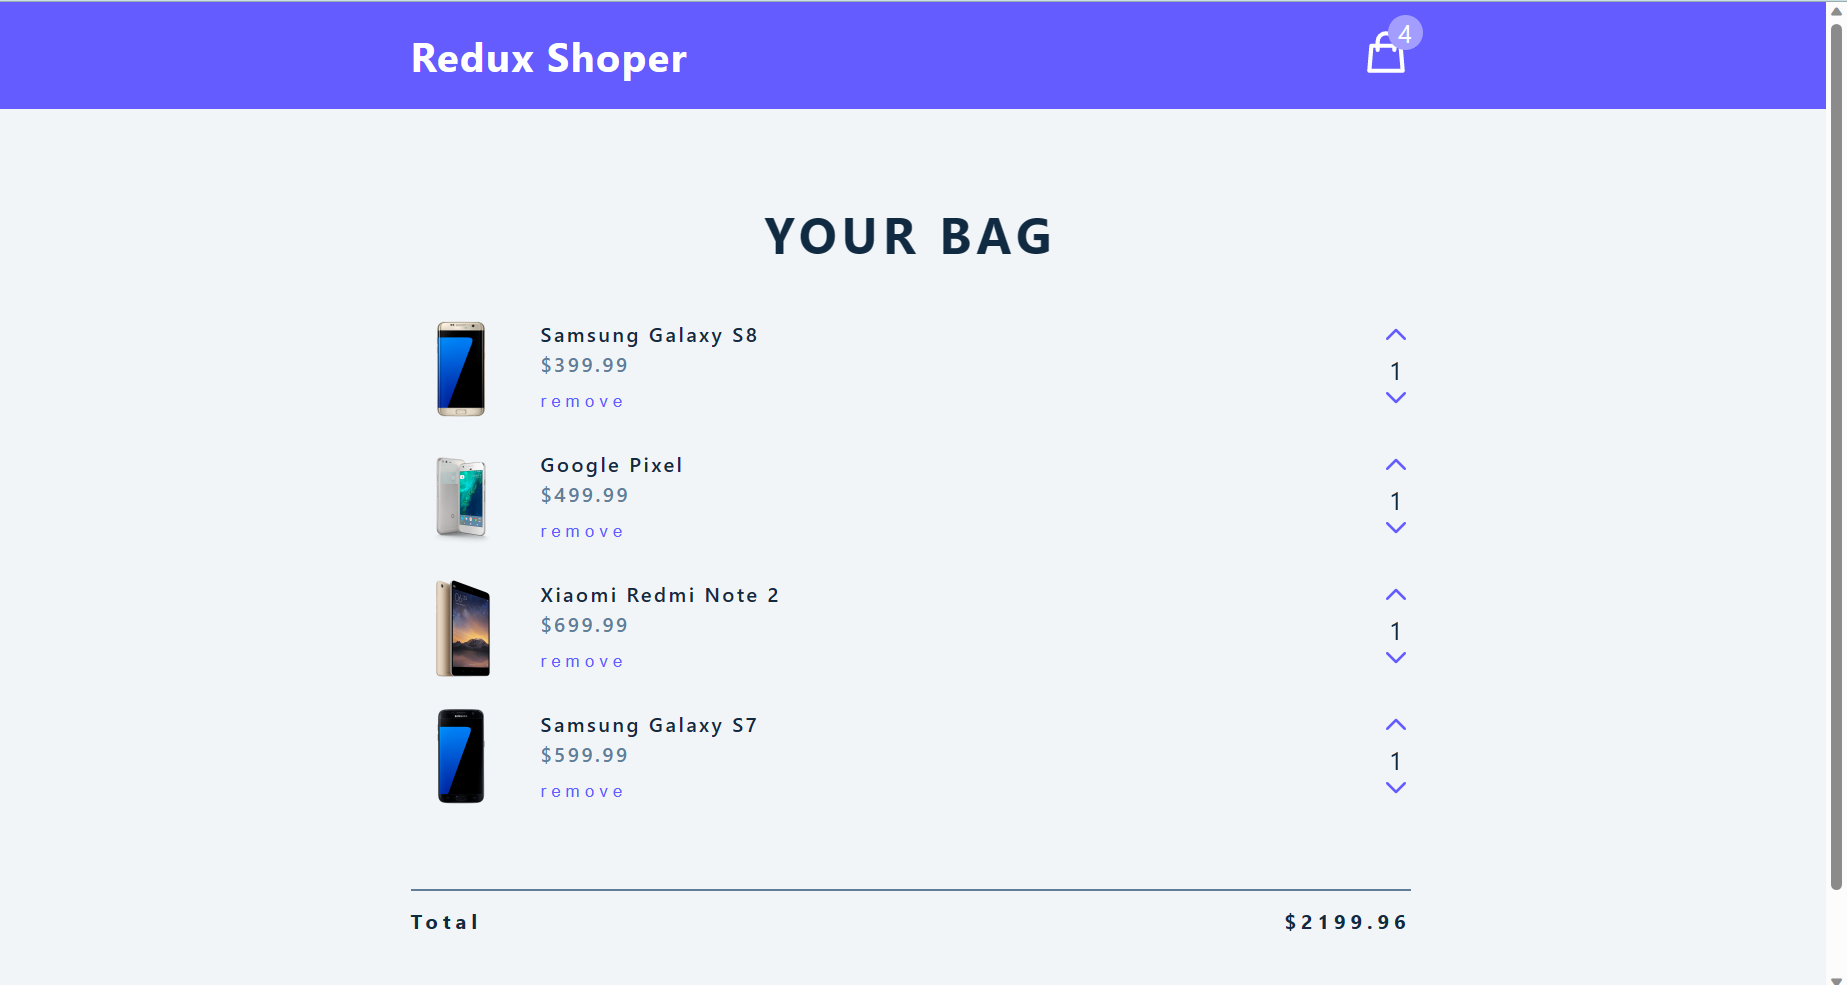 Redux Shoper
4
YOUR BAG
Samsung Galaxy S8
$399.99
remove
1
Google Pixel
$499.99
remove
1
Xiaomi Redmi Note 2
$699.99
remove
1
Samsung Galaxy S7
$599.99
remove
1
Total
$2199.96